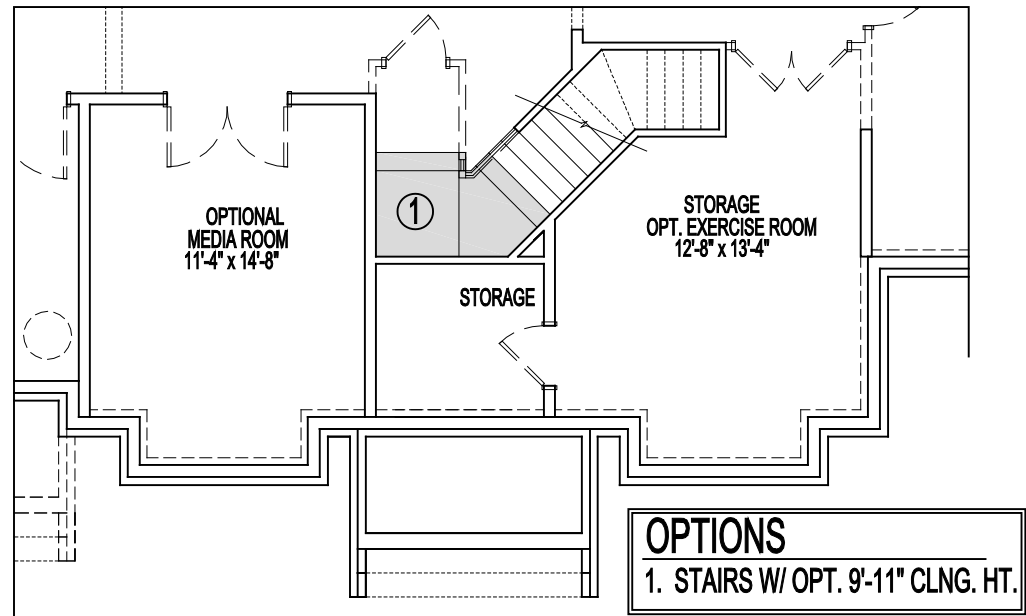 OPTIONAL
MEDIA ROOM
11'-4" x 14'-8"
1
STORAGE
OPT. EXERCISE ROOM
12'-8" x 13'-4"
STORAGE
OPTIONS
1. STAIRS W/ OPT. 9'-11" CLNG. HT.